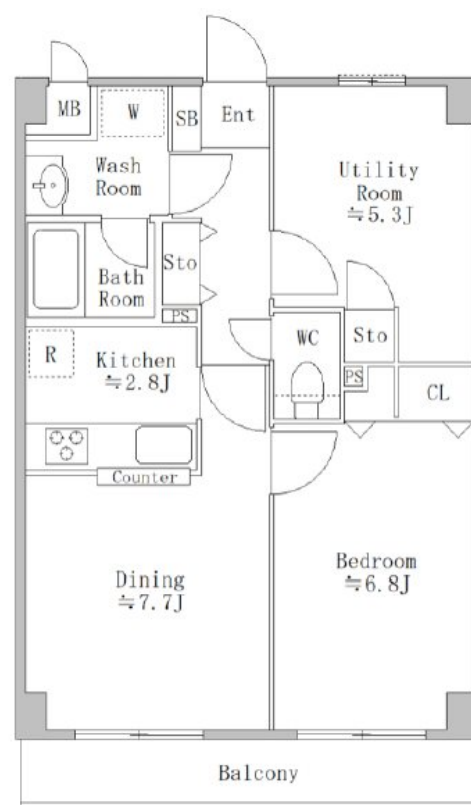 MB
W
SB
Ent
Wash
Room
Utility
Room
≒5.3J
Bath
Room
Sto
PS
R
Kitchen
≒2.8J
WC
Sto
PS
CL
Counter
Dining
≒7.7J
Bedroom
≒6.8J
Balcony